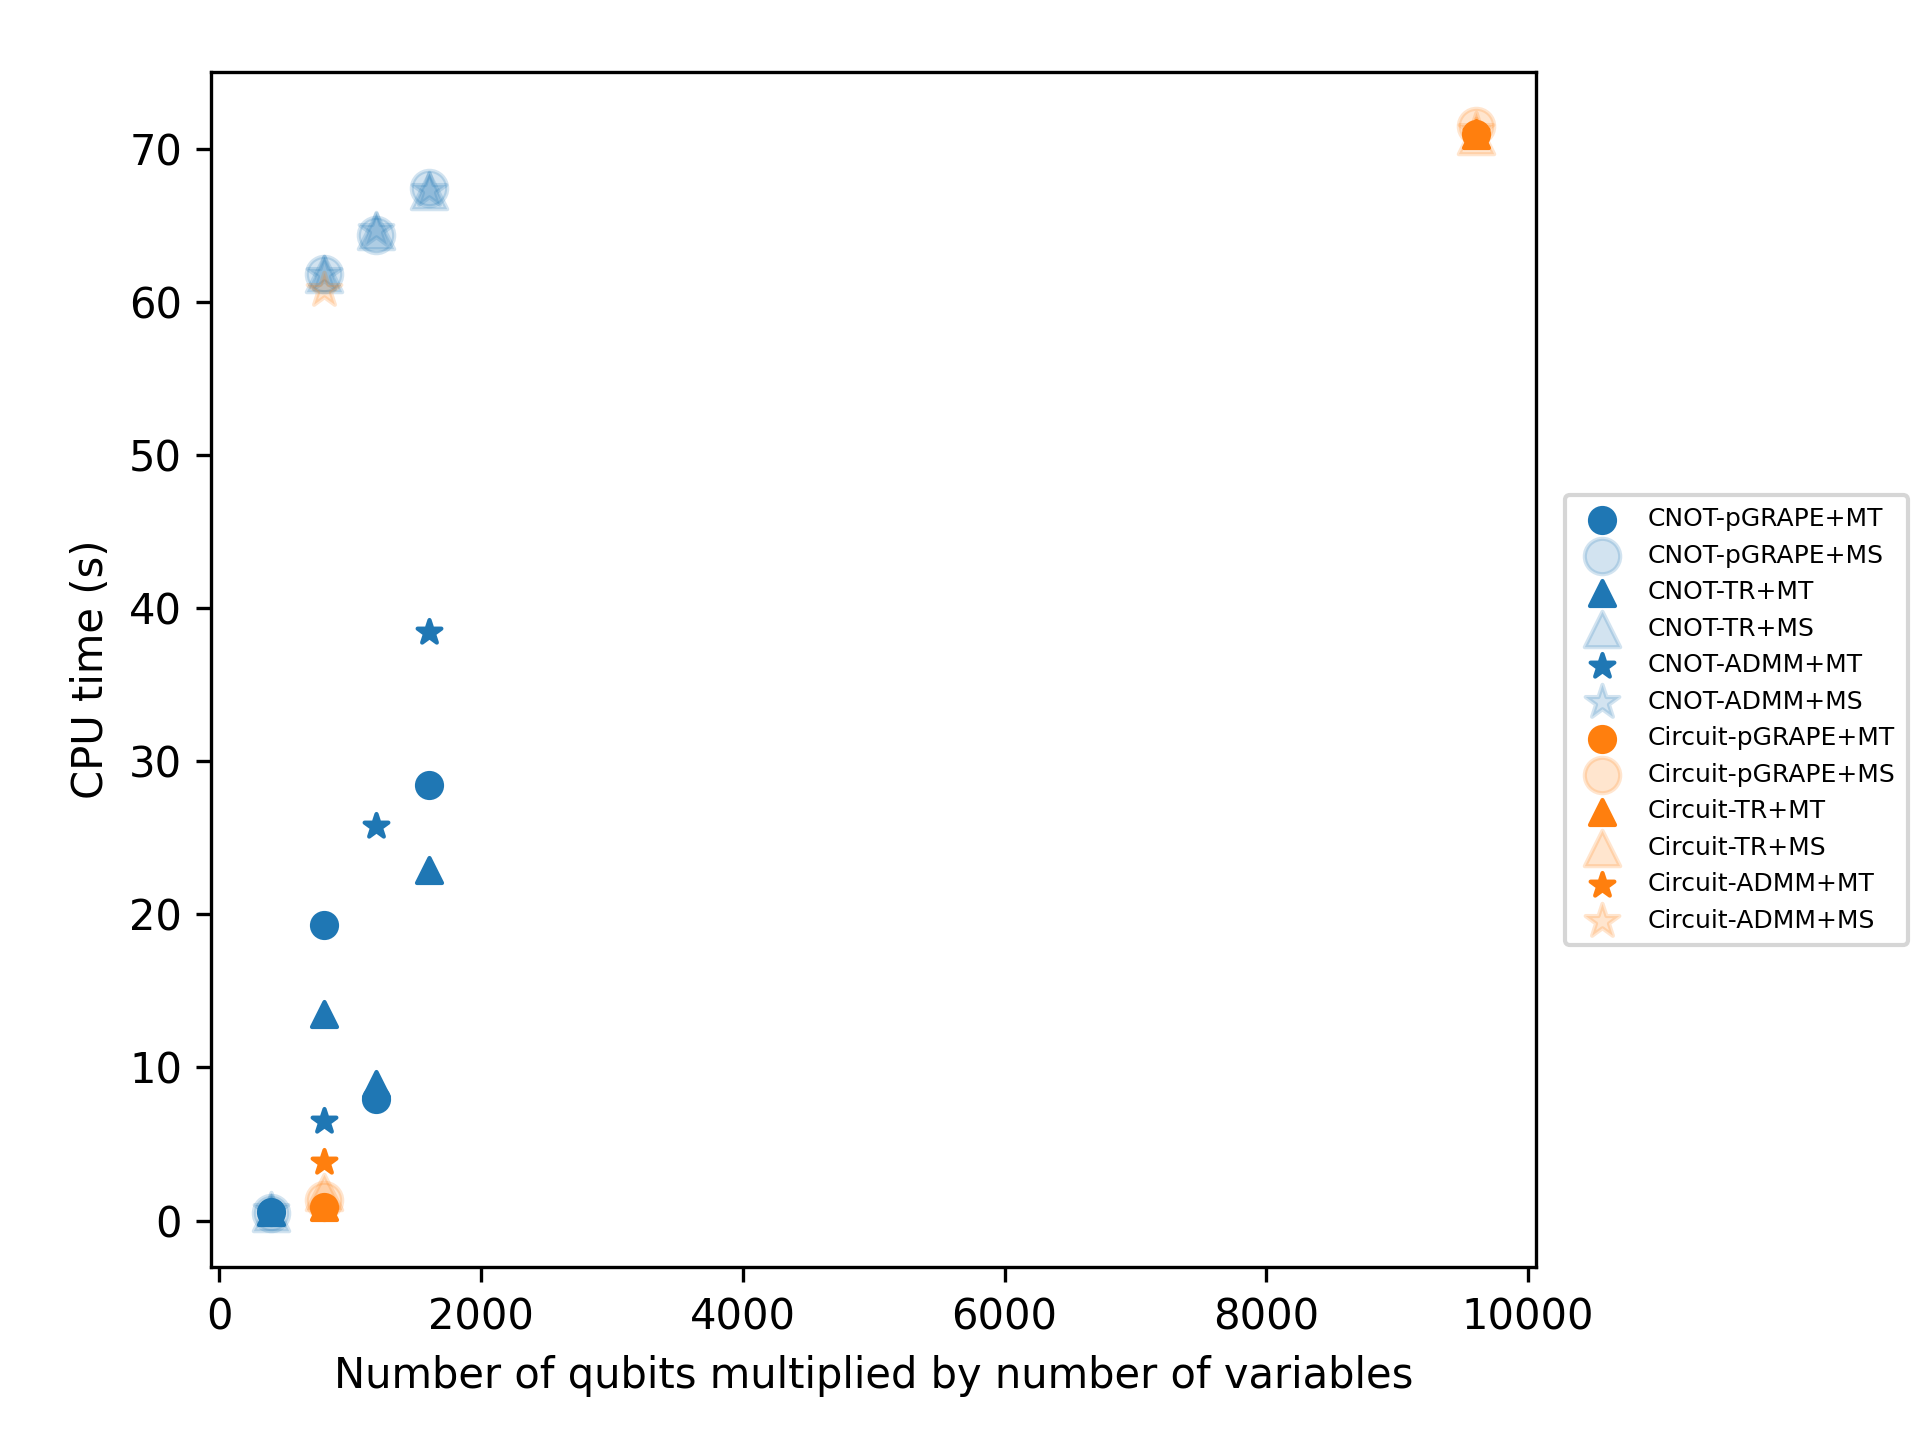 70
60
50
40
30
20
10
0
CPU time (s)
0 2000 4000 6000 8000 10000
Number of qubits multiplied by number of variables
CNOT-pGRAPE+MT
CNOT-pGRAPE+MS
CNOT-TR+MT
CNOT-TR+MS
CNOT-ADMM+MT
CNOT-ADMM+MS
Circuit-pGRAPE+MT
Circuit-pGRAPE+MS
Circuit-TR+MT
Circuit-TR+MS
Circuit-ADMM+MT
Circuit-ADMM+MS